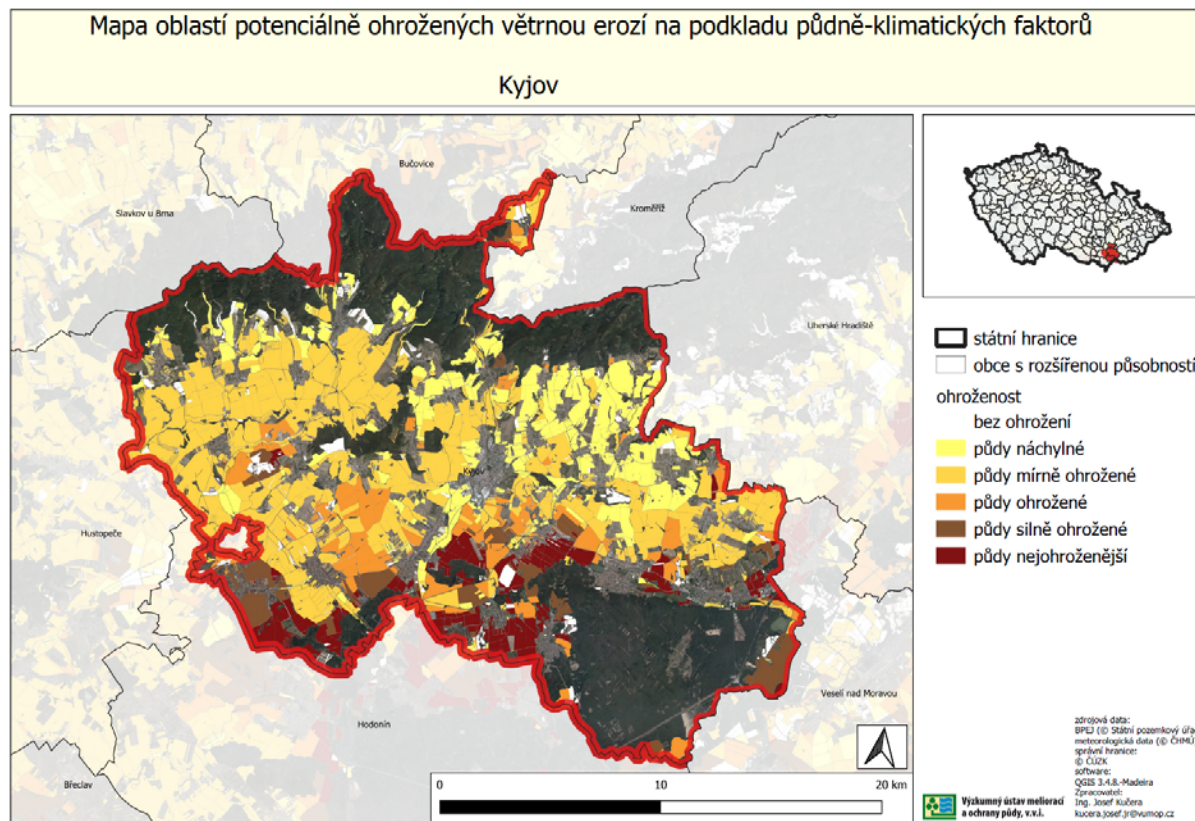 Mapa oblastí potenciálně ohrožených větrnou erozí na podkladu půdně-klimatických faktorů
Kyjov
Bučovice
Slavkov u Brna
Kroměříž
Uherské Hradiště
Kyjov
Hustopeče
Veselí nad Moravou
Hodonín
Břeclav
0
10
20 km
státní hranice
obce s rozšířenou působností
ohroženost
bez ohrožení
půdy náchylné
půdy mírně ohrožené
půdy ohrožené
půdy silně ohrožené
půdy nejohroženější
zdrojová data:
BPEJ (© Státní pozemkový úřad
meteorologická data (© ČHMÚ
správní hranice:
© ČÚZK
software:
QGIS 3.4.8.-Madeira
Zpracovatel:
Ing. Josef Kučera
kucera.josef.jr@vumop.cz
Výzkumný ústav meliorací
a ochrany půdy, v.v.i.